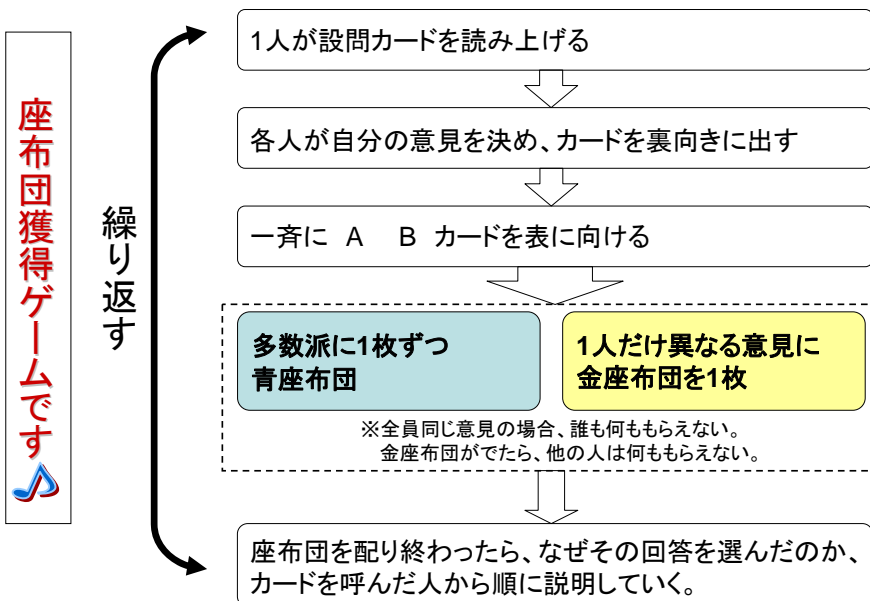 座布団獲得ゲームです
繰り返す
1人が設問カードを読み上げる
各人が自分の意見を決め、カードを裏向きに出す
一斉に A B カードを表に向ける
多数派に1枚ずつ
青座布団
1人だけ異なる意見に
金座布団を1枚
※全員同じ意見の場合、誰も何ももらえない。
金座布団がでたら、他の人は何ももらえない。
座布団を配り終わったら、なぜその回答を選んだのか、
カードを呼んだ人から順に説明していく。